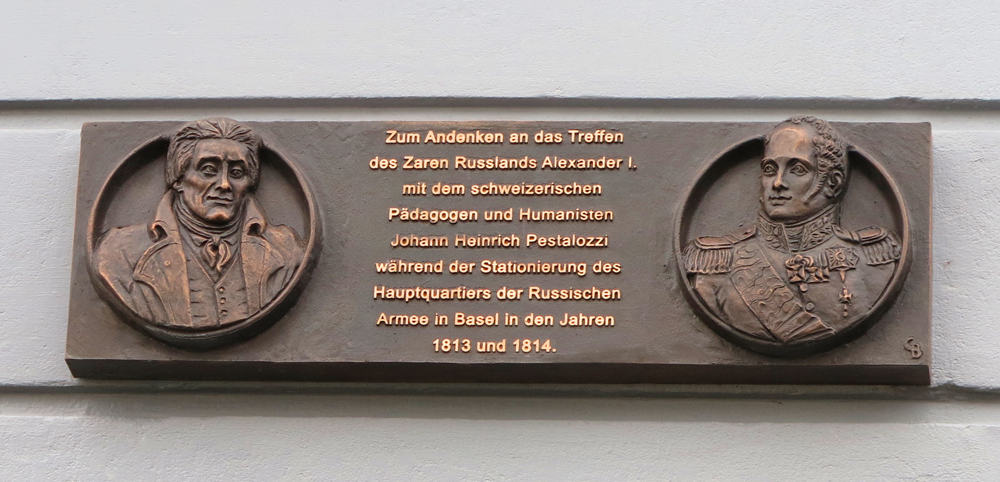 Zum Andenken an das Treffen
des Zaren Russlands Alexander I.
mit dem schweizerischen
Pädagogen und Humanisten
Johann Heinrich Pestalozzi
während der Stationierung des
Hauptquartiers der Russischen
Armee in Basel in den Jahren
1813 und 1814.